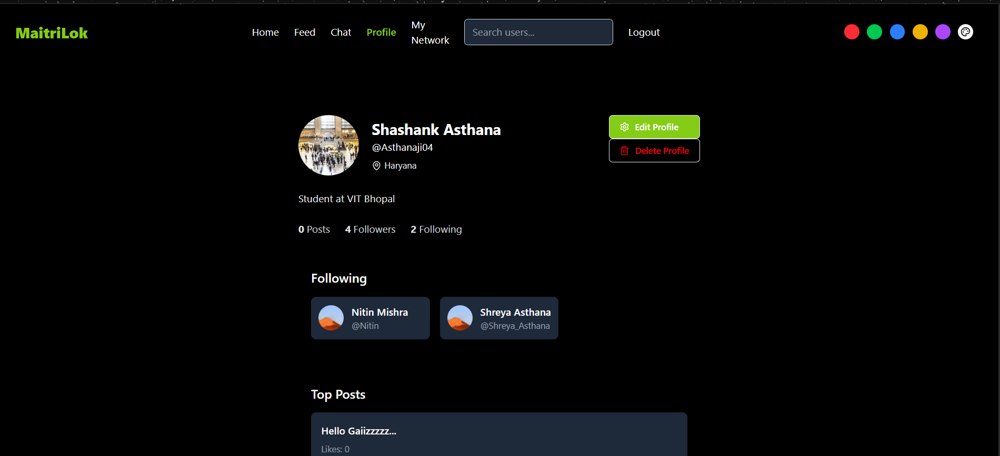 MaitriLok
Home
Feed
Chat
Profile
My
Network
Search users...
Logout
Shashank Asthana
@Asthanaji04
Haryana
Edit Profile
Delete Profile
Student at VIT Bhopal
0 Posts
4 Followers
2 Following
Following
Nitin Mishra
@Nitin
Shreya Asthana
@Shreya_Asthana
Top Posts
Hello Gaiizzzzz...
Likes: 0